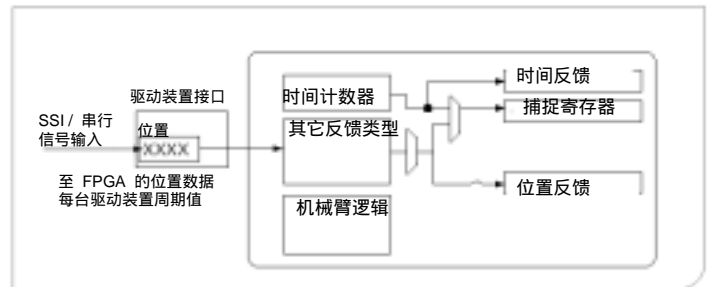 SSI / 串行
信号输入
驱动装置接口
位置
XXXX
至 FPGA 的位置数据
每台驱动装置周期值
时间计数器
其它反馈类型
机械臂逻辑
时间反馈
捕捉寄存器
位置反馈